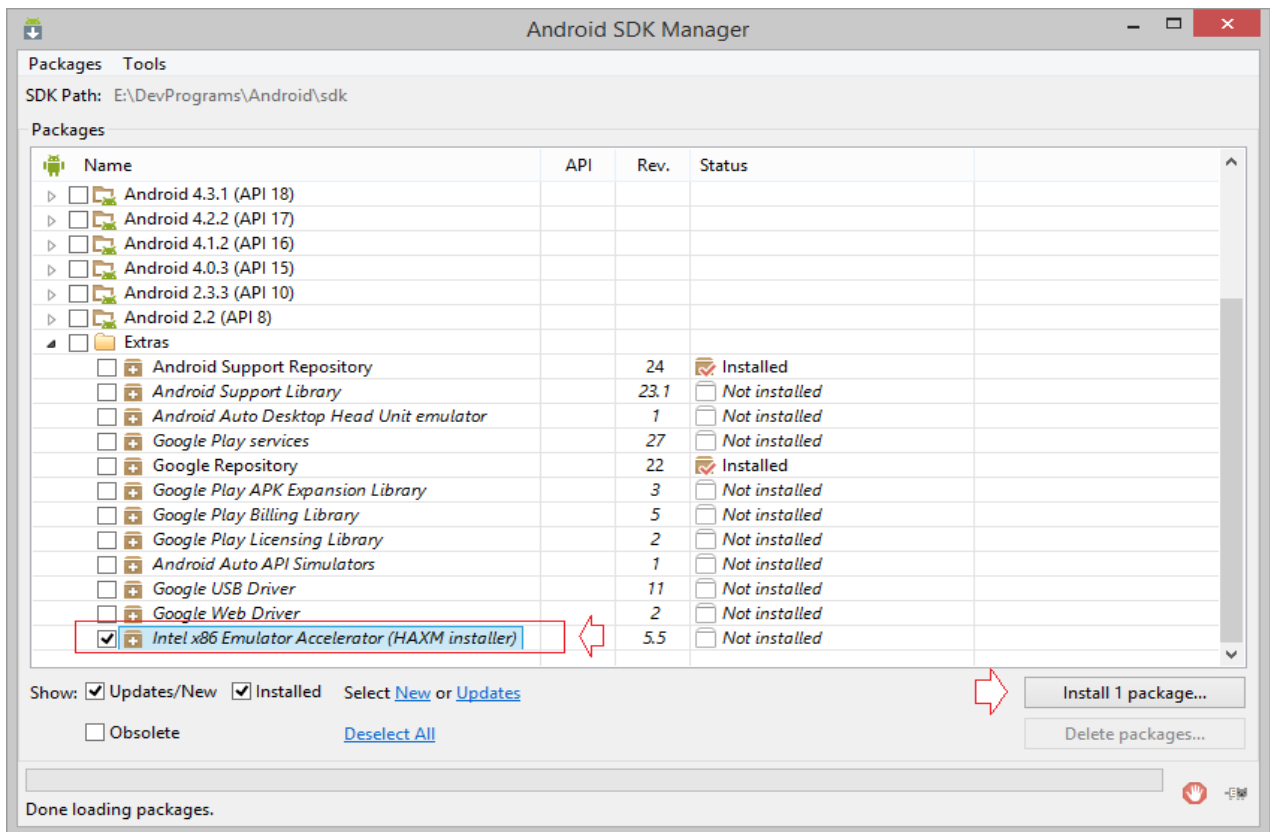 Android SDK Manager
Packages Tools
SDK Path: E:\DevPrograms\Android\sdk
Packages
Name API Rev. Status
Android 4.3.1 (API 18)
Android 4.2.2 (API 17)
Android 4.1.2 (API 16)
Android 4.0.3 (API 15)
Android 2.3.3 (API 10)
Android 2.2 (API 8)
Extras
Android Support Repository 24 Installed
Android Support Library 23.1 Not installed
Android Auto Desktop Head Unit emulator 1 Not installed
Google Play services 27 Not installed
Google Repository 22 Installed
Google Play APK Expansion Library 3 Not installed
Google Play Billing Library 5 Not installed
Google Play Licensing Library 2 Not installed
Android Auto API Simulators 1 Not installed
Google USB Driver 11 Not installed
Google Web Driver 2 Not installed
Intel x86 Emulator Accelerator (HAXM installer) 5.5 Not installed
Show: Updates/New Installed Select New or Updates Install 1 package...
Obsolete Deselect All Delete packages...
Done loading packages.